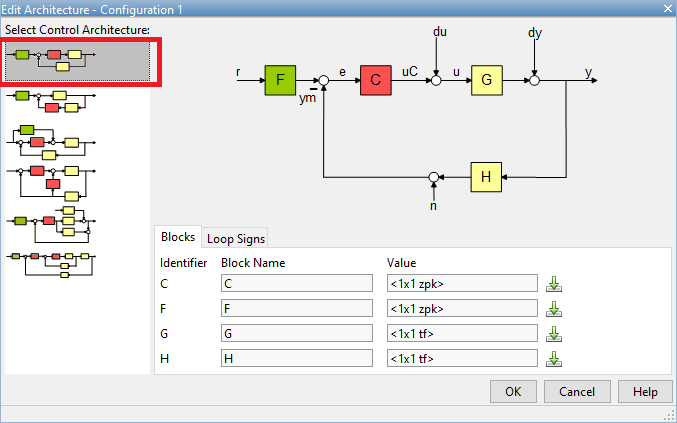 Edit Architecture - Configuration 1
Select Control Architecture:
du
dy
r
F
e
C
uC
u
G
y
ym
H
n
Blocks
Loop Signs
Identifier Block Name Value
C C <1x1 zpk>
F F <1x1 zpk>
G G <1x1 tf>
H H <1x1 tf>
OK Cancel Help